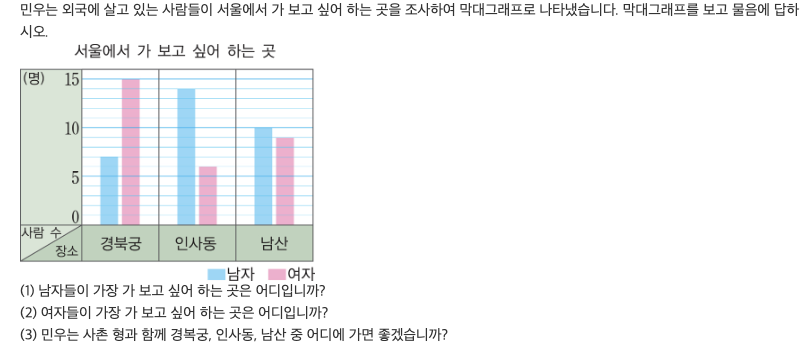 민우는 외국에 살고 있는 사람들이 서울에서 가 보고 싶어 하는 곳을 조사하여 막대그래프로 나타냈습니다. 막대그래프를 보고 물음에 답하
시오.
서울에서 가 보고 싶어 하는 곳
(명) 15
10
5
0
사람 수
장소
경복궁 인사동 남산
남자 여자
(1) 남자들이 가장 가 보고 싶어 하는 곳은 어디입니까?
(2) 여자들이 가장 가 보고 싶어 하는 곳은 어디입니까?
(3) 민우는 사촌 형과 함께 경복궁, 인사동, 남산 중 어디에 가면 좋겠습니까?